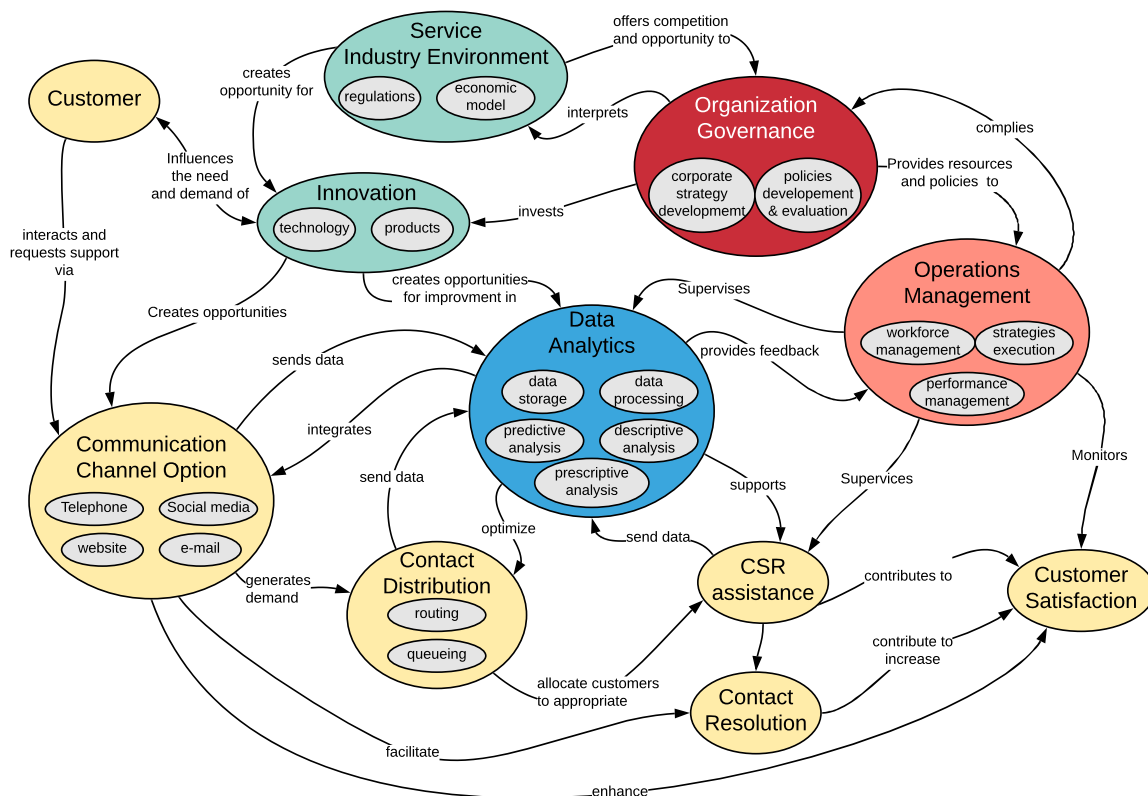 Service
Industry Environment
regulations
economic
model
offers competition
and opportunity to
creates
opportunity for
Customer
interprets
Organization
Governance
corporate
strategy
development
policies
developement
& evaluation
complies
Provides resources
and policies to
Influences
the need
and demand of
Innovation
technology
products
invests
interacts and
requests support
via
creates opportunities
for improvment in
Supervises
Operations
Management
workforce
management
strategies
execution
performance
management
Creates opportunities
Data
Analytics
data
storage
data
processing
predictive
analysis
descriptive
analysis
prescriptive
analysis
provides feedback
sends data
integrates
Communication
Channel Option
Telephone
Social media
website
e-mail
send data
optimize
supports
Supervices
Monitors
send data
generates
demand
Contact
Distribution
routing
queueing
CSR
assistance
contributes to
Customer
Satisfaction
contribute to
increase
allocate customers
to appropriate
Contact
Resolution
facilitate
enhance